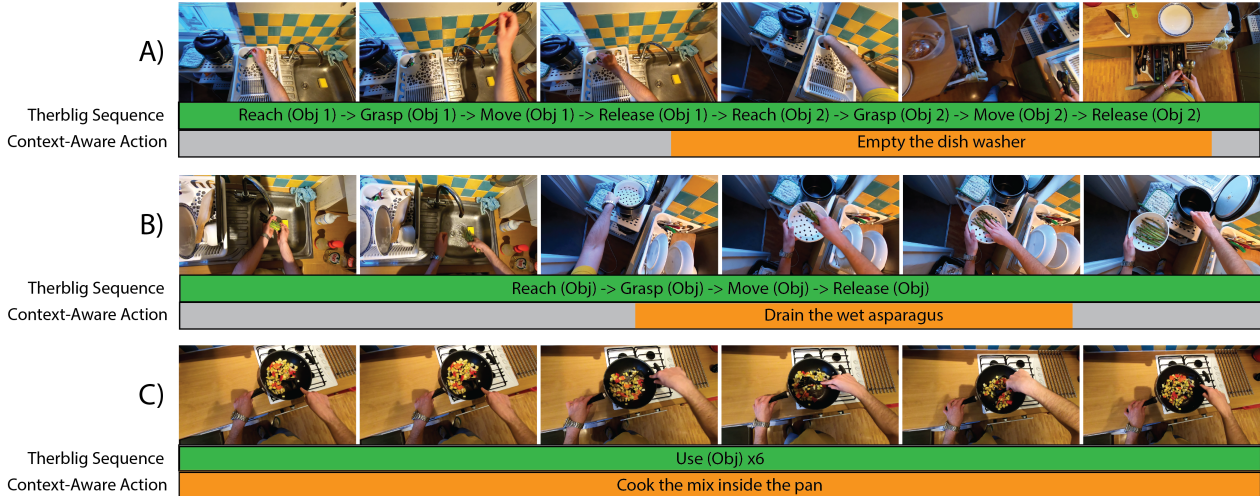 A)
Therblig Sequence
Reach (Obj 1) -> Grasp (Obj 1) -> Move (Obj 1) -> Release (Obj 1) -> Reach (Obj 2) -> Grasp (Obj 2) -> Move (Obj 2) -> Release (Obj 2)
Context-Aware Action
Empty the dish washer
B)
Therblig Sequence
Reach (Obj) -> Grasp (Obj) -> Move (Obj) -> Release (Obj)
Context-Aware Action
Drain the wet asparagus
C)
Therblig Sequence
Use (Obj) x6
Context-Aware Action
Cook the mix inside the pan